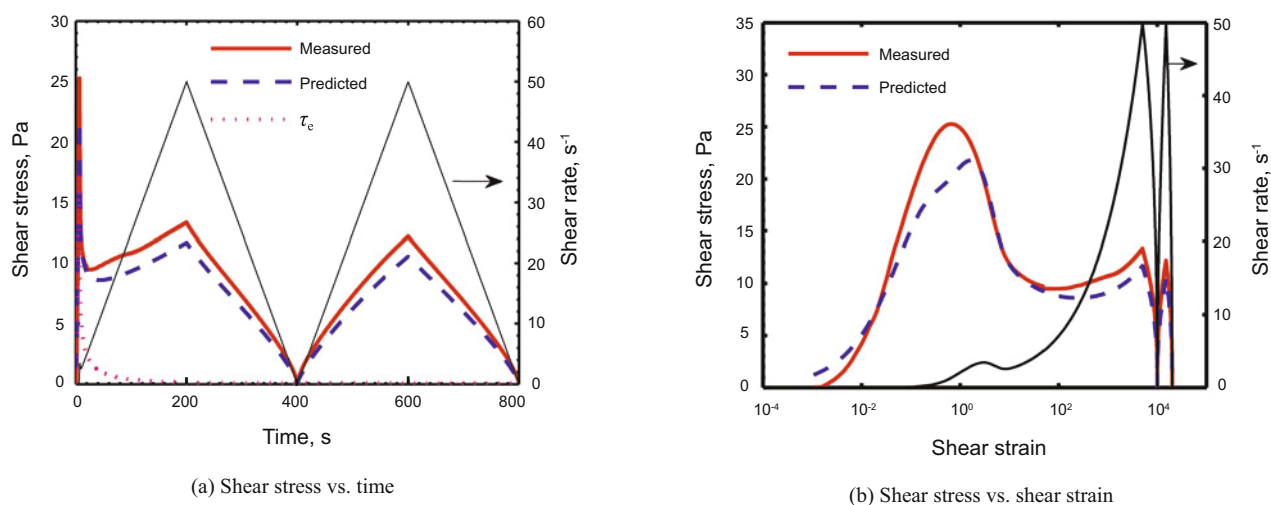 30
25
20
15
10
5
0
Shear stress, Pa
Measured
Predicted
τe
60
50
40
30
20
10
0
Shear rate, s-1
0
200
400
600
800
Time, s
(a) Shear stress vs. time
35
30
25
20
15
10
5
0
Shear stress, Pa
Measured
Predicted
50
40
30
20
10
0
Shear rate, s-1
10-4
10-2
100
102
104
Shear strain
(b) Shear stress vs. shear strain